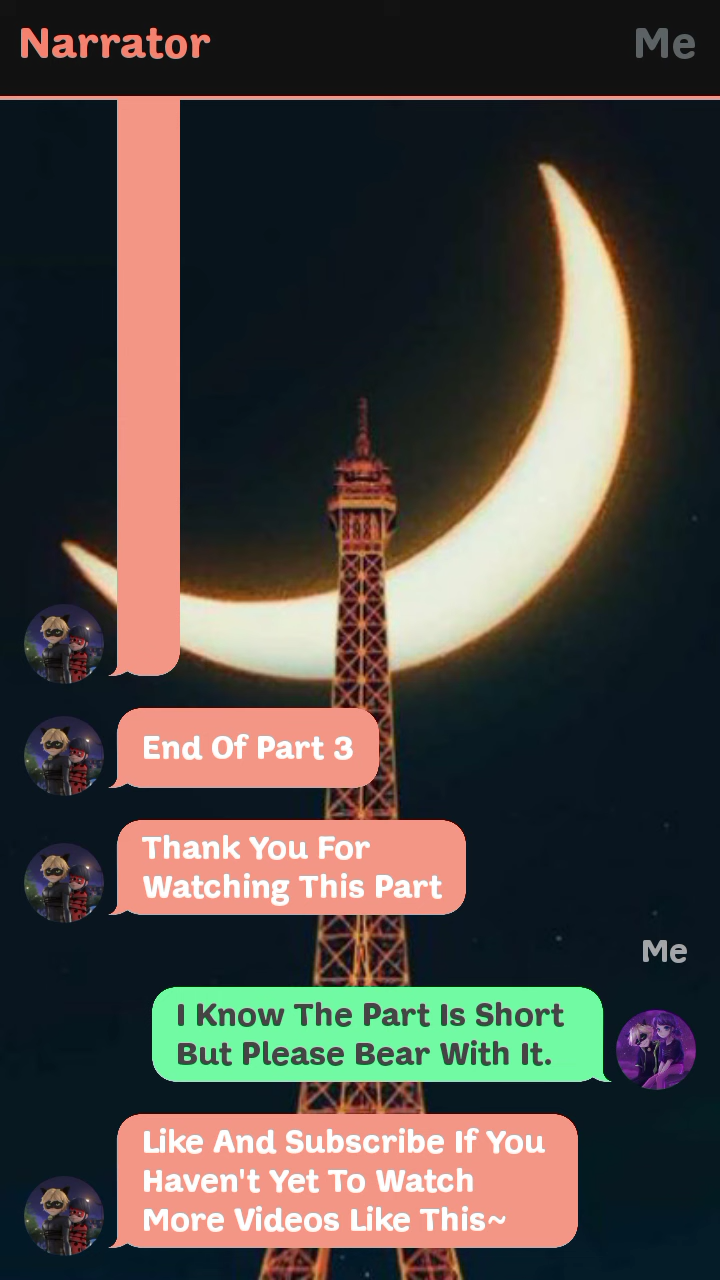 Narrator
Me
End Of Part 3
Thank You For
Watching This Part
Me
I Know The Part Is Short
But Please Bear With It.
Like And Subscribe If You
Haven't Yet To Watch
More Videos Like This~